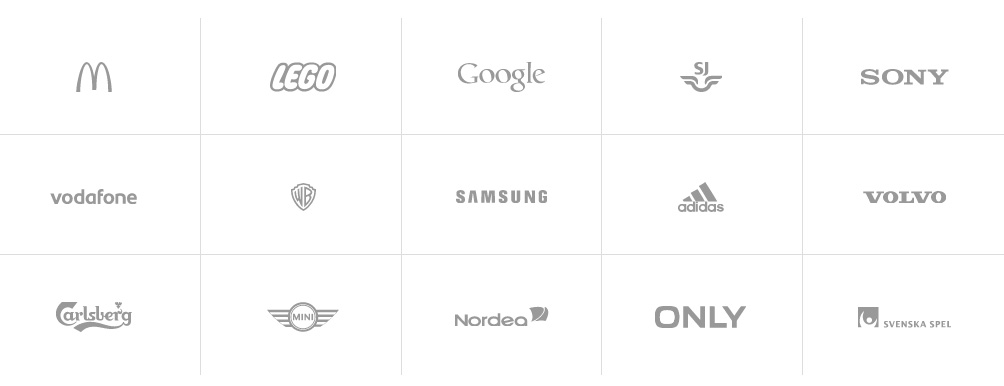 M
LEGO
Google
SJ
SONY
vodafone
WB
SAMSUNG
adidas
VOLVO
Carlsberg
MINI
Nordea
ONLY
SVENSKA SPEL